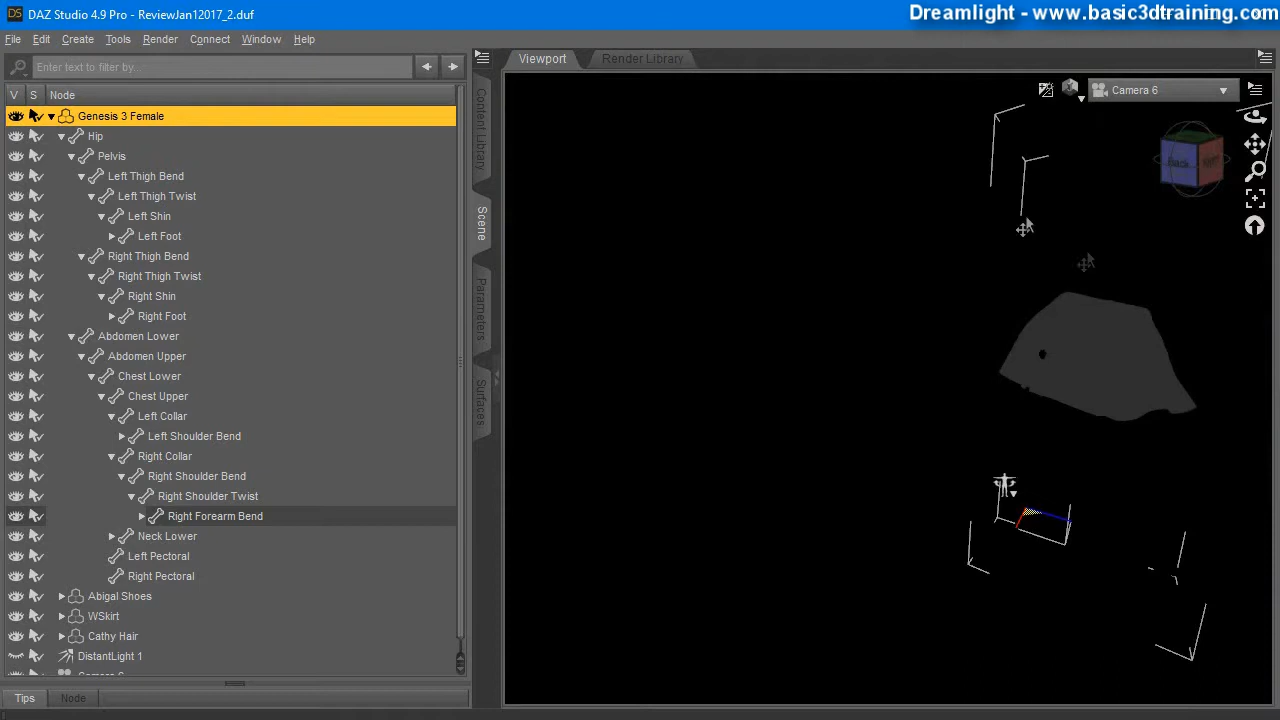 DAZ Studio 4.9 Pro - ReviewJan12017_2.duf
Dreamlight - www.basic3dtraining.com
File Edit Create Tools Render Connect Window Help
Enter text to filter by...
Viewport Render Library
V S Node
Camera 6
Genesis 3 Female
Hip
Pelvis
Left Thigh Bend
Left Thigh Twist
Left Shin
Left Foot
Right Thigh Bend
Right Thigh Twist
Right Shin
Right Foot
Abdomen Lower
Abdomen Upper
Chest Lower
Chest Upper
Left Collar
Left Shoulder Bend
Right Collar
Right Shoulder Bend
Right Shoulder Twist
Right Forearm Bend
Neck Lower
Left Pectoral
Right Pectoral
Abigal Shoes
WSkirt
Cathy Hair
DistantLight 1
Content Library
Scene
Parameters
Surfaces
Back
Tips Node